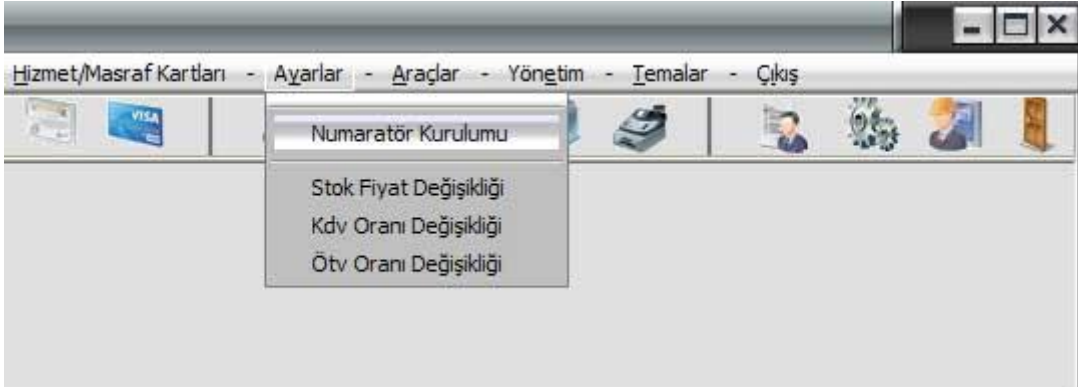 Hizmet/Masraf Kartları - Ayarlar - Araçlar - Yönetim - Temalar - Çıkış
VISA
Numaratör Kurulumu
Stok Fiyat Değişikliği
Kdv Oranı Değişikliği
Ötv Oranı Değişikliği